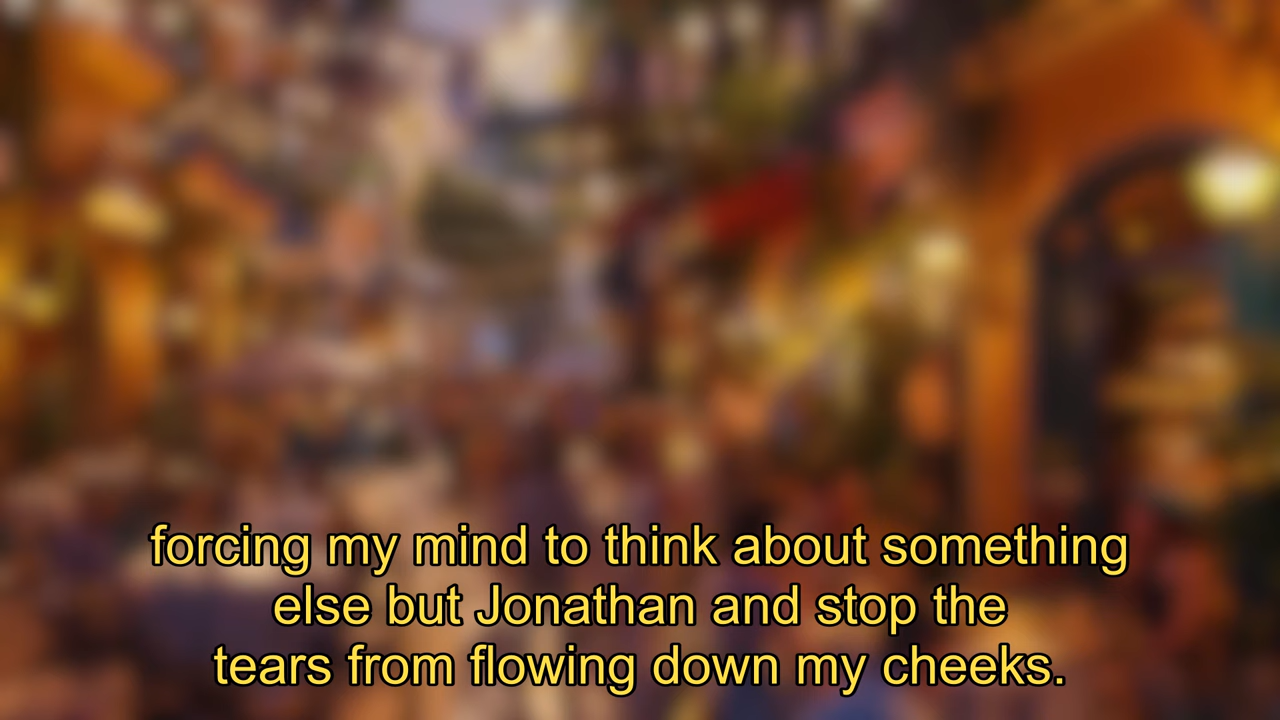 forcing my mind to think about something
else but Jonathan and stop the
tears from flowing down my cheeks.